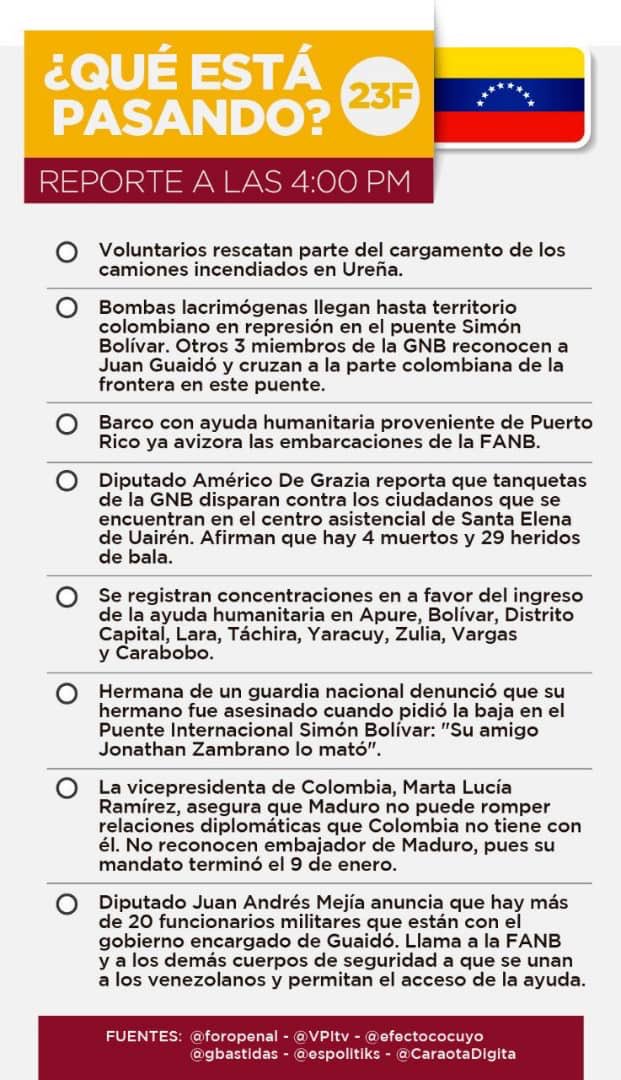 ¿QUÉ ESTÁ
PASANDO?
23F
REPORTE A LAS 4:00 PM
Voluntarios rescatan parte del cargamento de los
camiones incendiados en Ureña.
Bombas lacrimógenas llegan hasta territorio
colombiano en represión en el puente Simón
Bolívar. Otros 3 miembros de la GNB reconocen a
Juan Guaidó y cruzan a la parte colombiana de la
frontera en este puente.
Barco con ayuda humanitaria proveniente de Puerto
Rico ya avizora las embarcaciones de la FANB.
Diputado Américo De Grazia reporta que tanquetas
de la GNB disparan contra los ciudadanos que se
encuentran en el centro asistencial de Santa Elena
de Uairén. Afirman que hay 4 muertos y 29 heridos
de bala.
Se registran concentraciones en a favor del ingreso
de la ayuda humanitaria en Apure, Bolívar, Distrito
Capital, Lara, Táchira, Yaracuy, Zulia, Vargas
y Carabobo.
Hermana de un guardia nacional denunció que su
hermano fue asesinado cuando pidió la baja en el
Puente Internacional Simón Bolívar: "Su amigo
Jonathan Zambrano lo mató".
La vicepresidenta de Colombia, Marta Lucía
Ramírez, asegura que Maduro no puede romper
relaciones diplomáticas que Colombia no tiene con
él. No reconocen embajador de Maduro, pues su
mandato terminó el 9 de enero.
Diputado Juan Andrés Mejía anuncia que hay más
de 20 funcionarios militares que están con el
gobierno encargado de Guaidó. Llama a la FANB
y a los demás cuerpos de seguridad a que se unan
a los venezolanos y permitan el acceso de la ayuda.
FUENTES: @foropenal - @VPItv - @efectococuyo
@gbastidas - @espolitiks - @CaraotaDigita